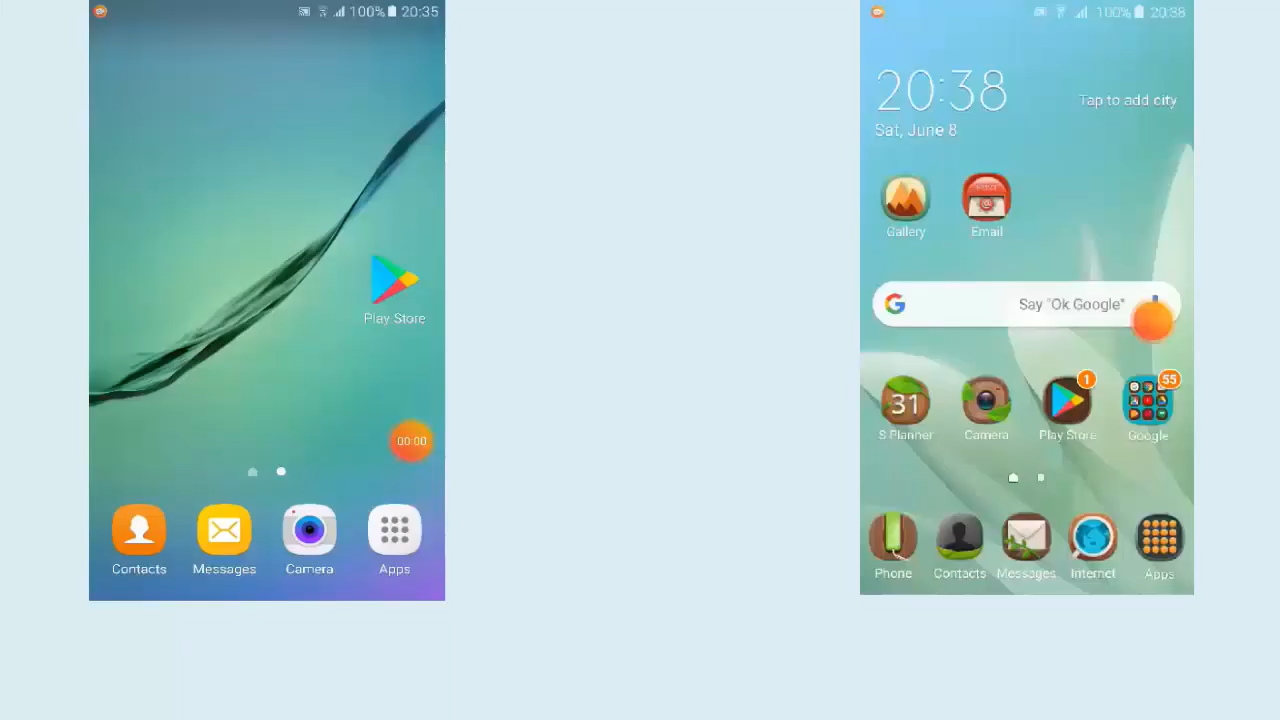 100% 20:35
Play Store
00:00
Contacts Messages Camera Apps
100% 20:38
20:38
Tap to add city
Sat, June 8
Gallery Email
G Say "Ok Google"
31
1
55
S Planner Camera Play Store Google
Phone Contacts Messages Internet Apps